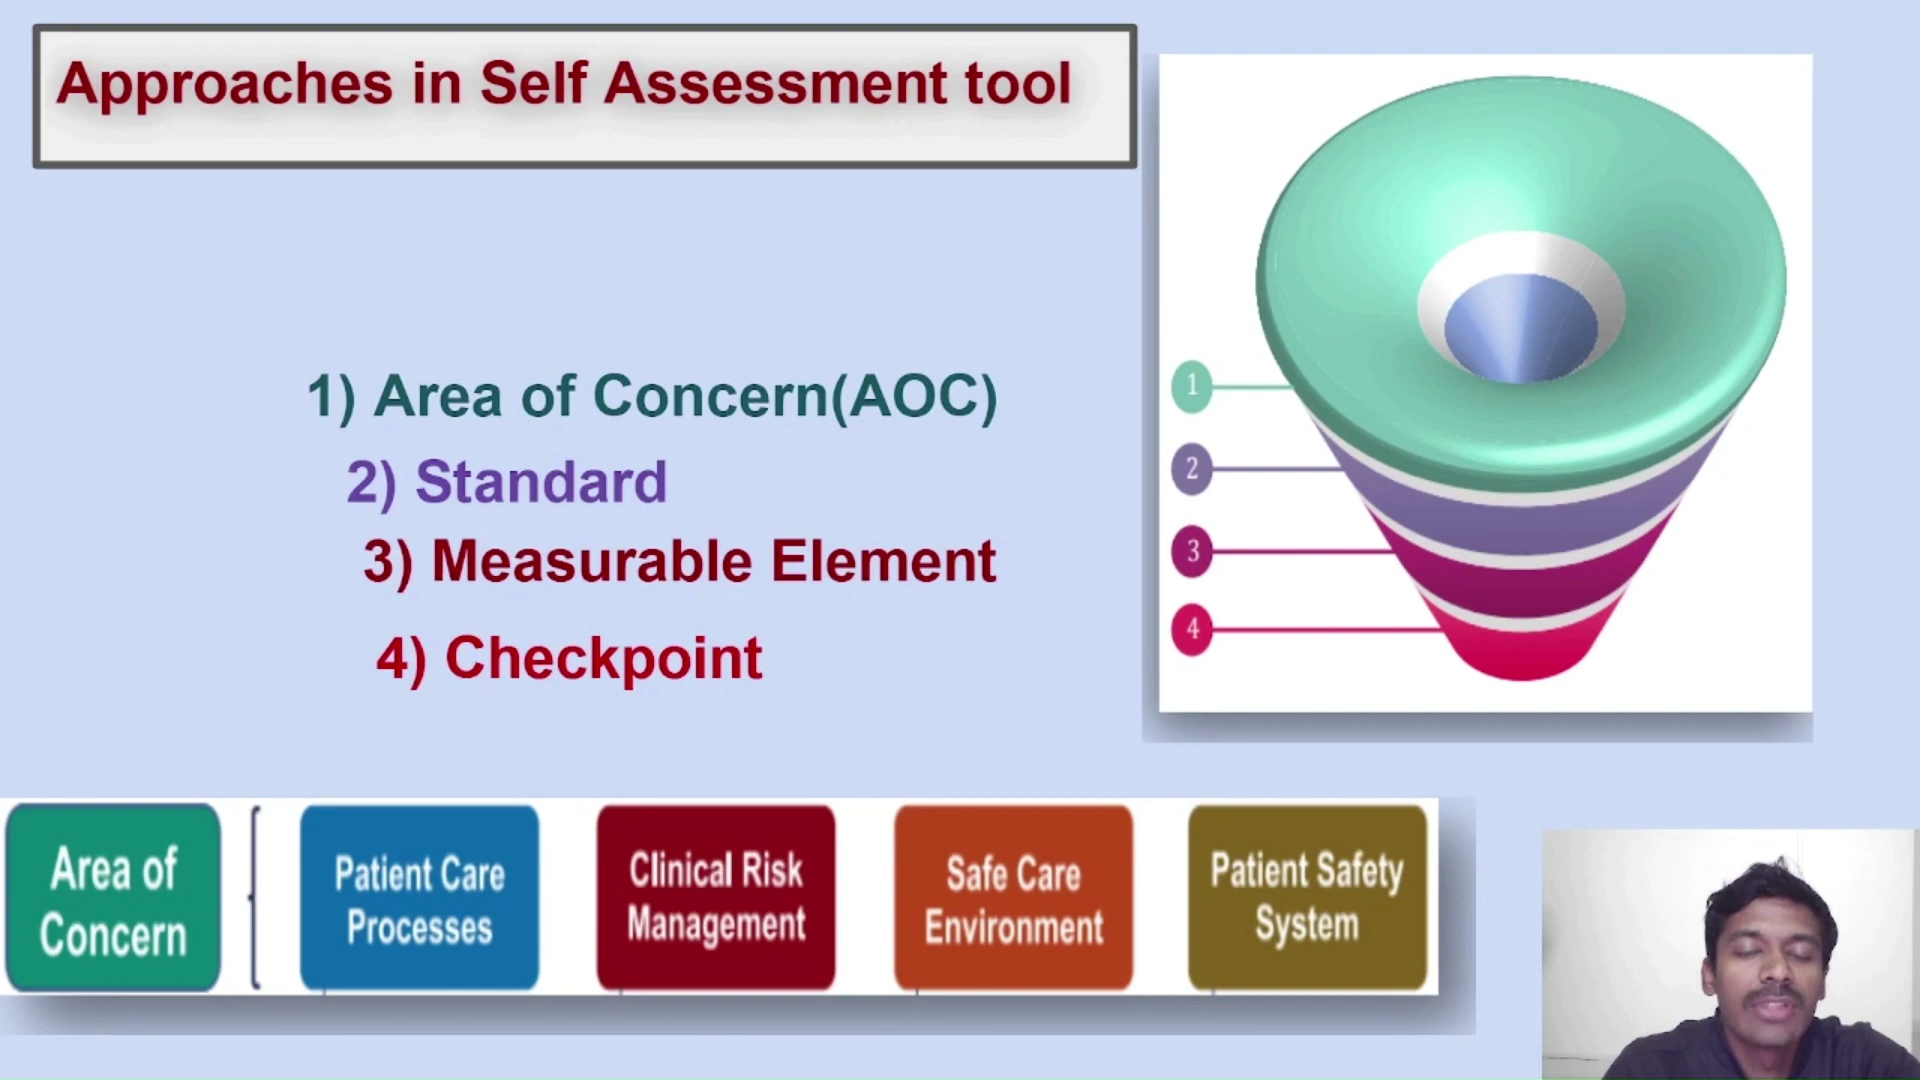 Approaches in Self Assessment tool
1) Area of Concern(AOC)
2) Standard
3) Measurable Element
4) Checkpoint
1
2
3
4
Area of
Concern
Patient Care
Processes
Clinical Risk
Management
Safe Care
Environment
Patient Safety
System